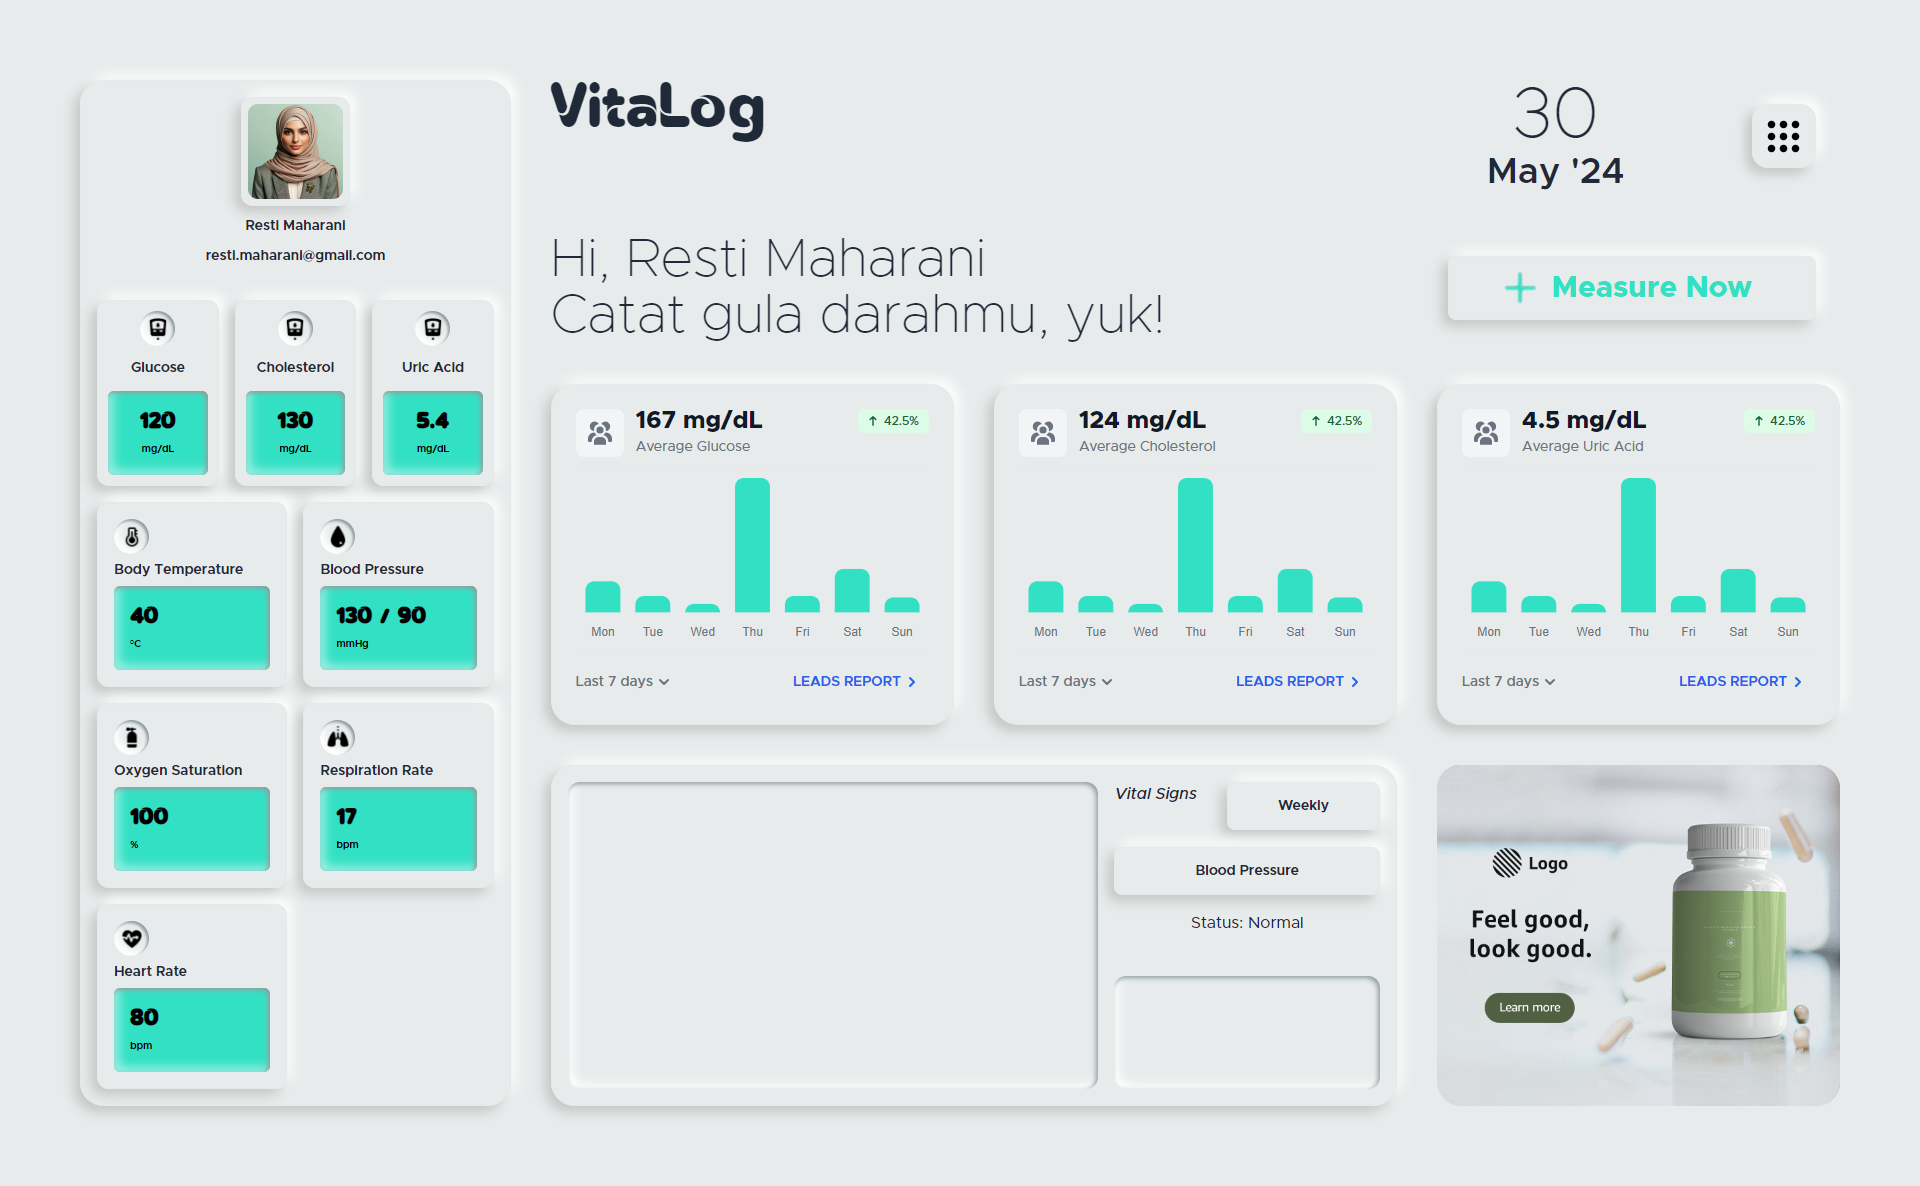 Resti Maharani
resti.maharani@gmail.com
Glucose
120
mg/dL
Cholesterol
130
mg/dL
Uric Acid
5.4
mg/dL
Body Temperature
40
°C
Blood Pressure
130 / 90
mmHg
Oxygen Saturation
100
%
Respiration Rate
17
bpm
Heart Rate
80
bpm
VitaLog
30
May '24
Hi, Resti Maharani
Catat gula darahmu, yuk!
Measure Now
167 mg/dL
Average Glucose
42.5%
Mon Tue Wed Thu Fri Sat Sun
Last 7 days
LEADS REPORT
124 mg/dL
Average Cholesterol
42.5%
Mon Tue Wed Thu Fri Sat Sun
Last 7 days
LEADS REPORT
4.5 mg/dL
Average Uric Acid
42.5%
Mon Tue Wed Thu Fri Sat Sun
Last 7 days
LEADS REPORT
Vital Signs
Weekly
Blood Pressure
Status: Normal
Logo
Feel good,
look good.
Learn more